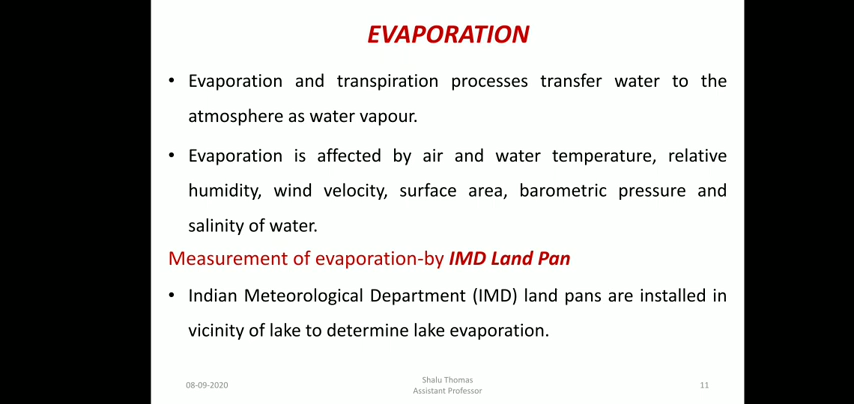 EVAPORATION
• Evaporation and transpiration processes transfer water to the
atmosphere as water vapour.
• Evaporation is affected by air and water temperature, relative
humidity, wind velocity, surface area, barometric pressure and
salinity of water.
Measurement of evaporation-by IMD Land Pan
• Indian Meteorological Department (IMD) land pans are installed in
vicinity of lake to determine lake evaporation.
08-09-2020
Shalu Thomas
Assistant Professor
11